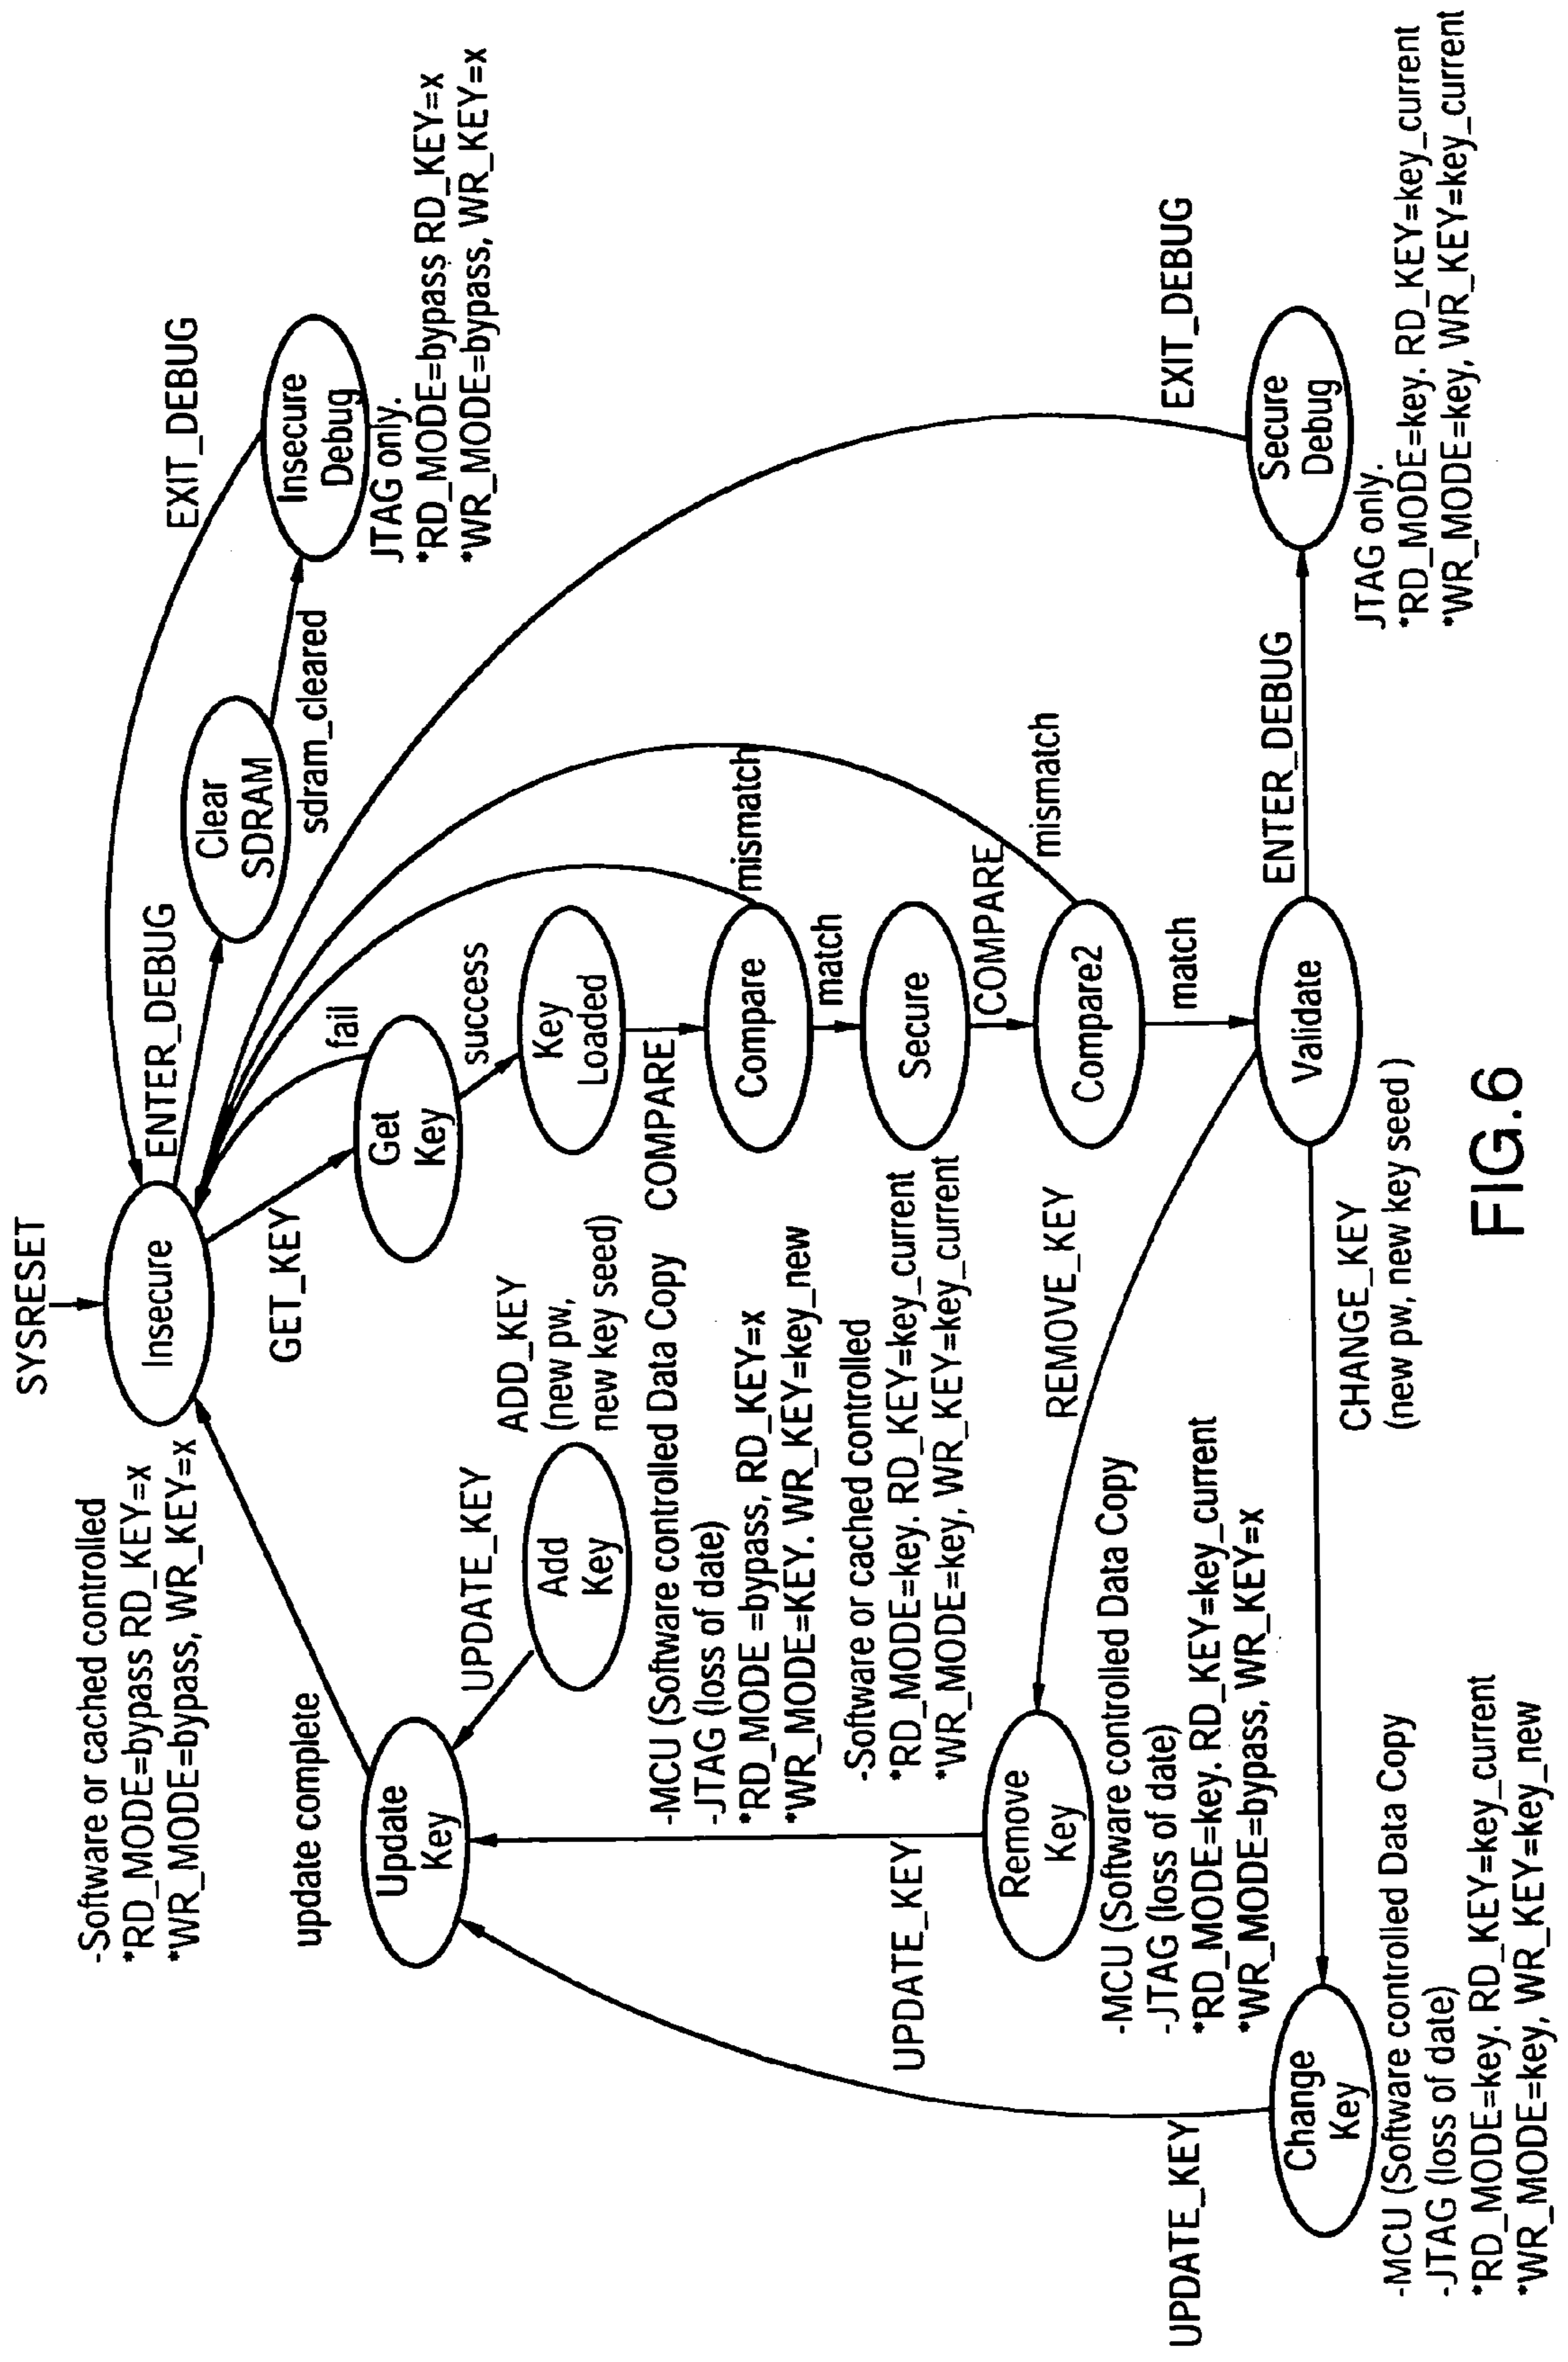 SYSRESET
-Software or cached controlled
*RD_MODE=bypass RD_KEY=x
*WR_MODE=bypass, WR_KEY=x
Insecure
EXIT_DEBUG
ENTER_DEBUG
Clear
SDRAM
sdram_cleared
Insecure
Debug
JTAG only.
*RD_MODE=bypass RD_KEY=x
*WR_MODE=bypass, WR_KEY=x
update complete
GET_KEY
fail
Get
Key
success
Update
Key
UPDATE_KEY
Add
Key
ADD_KEY
(new pw,
new key seed)
Key
Loaded
COMPARE
-MCU (Software controlled Data Copy
-JTAG (loss of date)
*RD_MODE =bypass, RD_KEY=x
*WR_MODE=KEY. WR_KEY=key_new
Compare
mismatch
match
-Software or cached controlled
*RD_MODE=key. RD_KEY=key_current
*WR_MODE=key, WR_KEY=key_current
Secure
COMPARE
Compare2
mismatch
match
UPDATE_KEY
Remove
Key
REMOVE_KEY
-MCU (Software controlled Data Copy
-JTAG (loss of date)
*RD_MODE=key. RD_KEY=key_current
*WR_MODE=bypass, WR_KEY=x
Validate
ENTER_DEBUG
EXIT_DEBUG
Secure
Debug
JTAG only.
*RD_MODE=key. RD_KEY=key_current
*WR_MODE=key, WR_KEY=key_current
UPDATE_KEY
Change
Key
CHANGE_KEY
(new pw, new key seed )
-MCU (Software controlled Data Copy
-JTAG (loss of date)
*RD_MODE=key. RD_KEY=key_current
*WR_MODE=key, WR_KEY=key_new
FIG.6